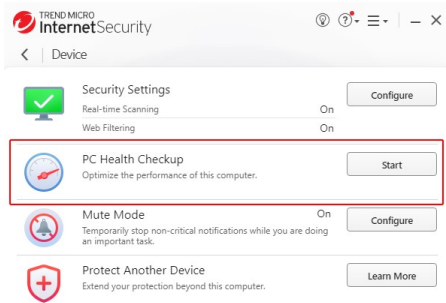 TREND MICRO
InternetSecurity
Device
Security Settings
Real-time Scanning On
Web Filtering On
Configure
PC Health Checkup
Optimize the performance of this computer.
Start
Mute Mode On
Temporarily stop non-critical notifications while you are doing
an important task.
Configure
Protect Another Device
Extend your protection beyond this computer.
Learn More